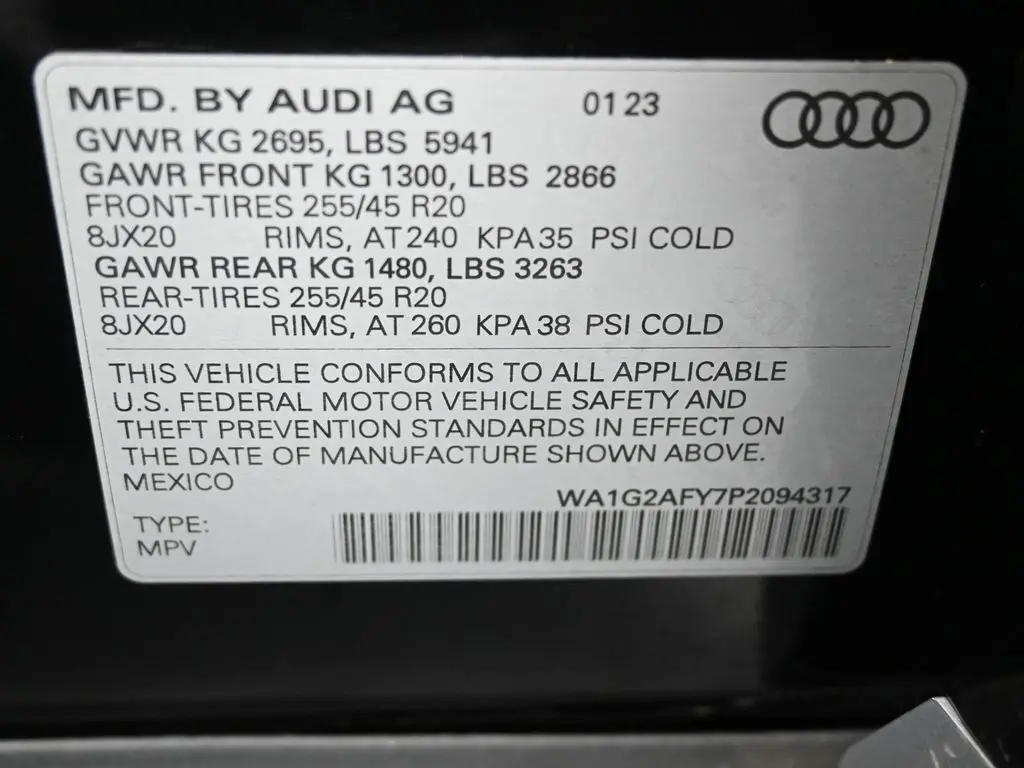 MFD. BY AUDI AG 01 23
GVWR KG 2695, LBS 5941
GAWR FRONT KG 1300, LBS 2866
FRONT-TIRES 255/45 R20
8JX20 RIMS, AT 240 KPA 35 PSI COLD
GAWR REAR KG 1480, LBS 3263
REAR-TIRES 255/45 R20
8JX20 RIMS, AT 260 KPA 38 PSI COLD
THIS VEHICLE CONFORMS TO ALL APPLICABLE
U.S. FEDERAL MOTOR VEHICLE SAFETY AND
THEFT PREVENTION STANDARDS IN EFFECT ON
THE DATE OF MANUFACTURE SHOWN ABOVE.
MEXICO
WA1G2AFY7P2094317
TYPE:
MPV